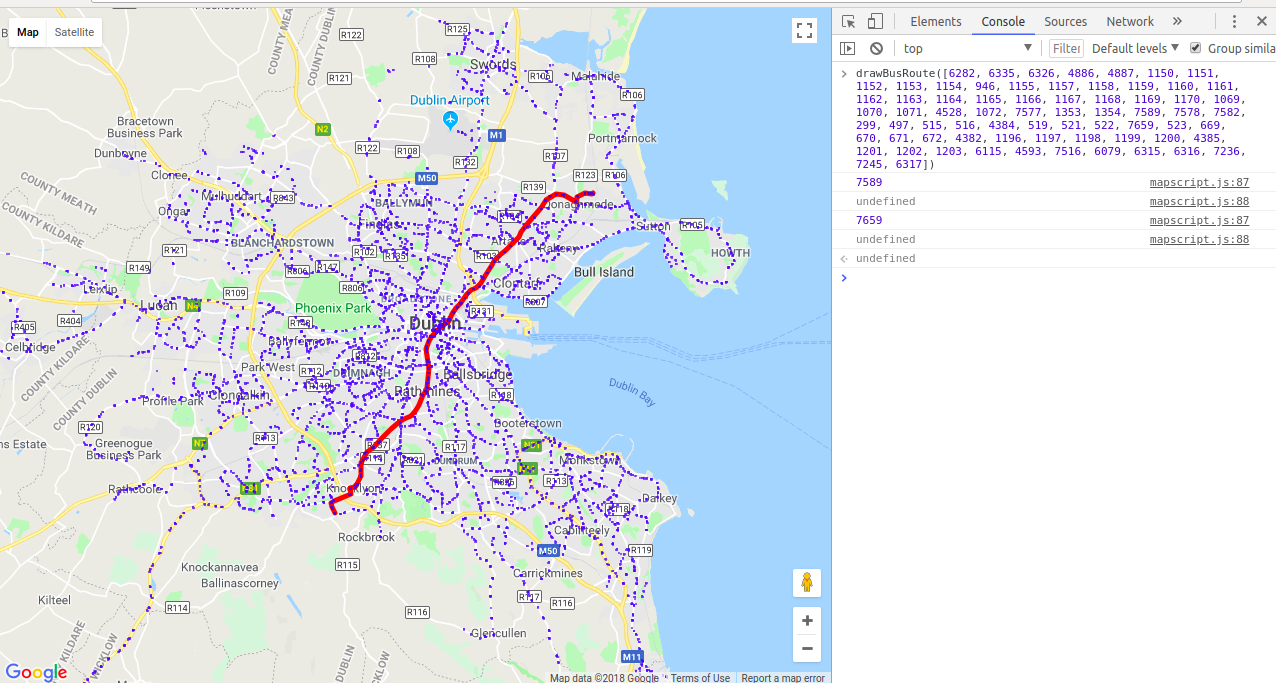 Map Satellite
Elements Console Sources Network »
top Filter Default levels ▼ Group simila
drawBusRoute([6282, 6335, 6326, 4886, 4887, 1150, 1151,
1152, 1153, 1154, 946, 1155, 1157, 1158, 1159, 1160, 1161,
1162, 1163, 1164, 1165, 1166, 1167, 1168, 1169, 1170, 1069,
1070, 1071, 4528, 1072, 7577, 1353, 1354, 7589, 7578, 7582,
299, 497, 515, 516, 4384, 519, 521, 522, 7659, 523, 669,
670, 671, 672, 4382, 1196, 1197, 1198, 1199, 1200, 4385,
1201, 1202, 1203, 6115, 4593, 7516, 6079, 6315, 6316, 7236,
7245, 6317])
7589 mapscript.js:87
undefined mapscript.js:88
7659 mapscript.js:87
undefined mapscript.js:88
undefined
COUNTY MEATH
COUNTY DUBLIN
R122
R125
R108
Swords
R121
R106
Malahide
R106
Dublin Airport
Bracetown
Business Park
N2
M1
Portmarnock
Dunboyne
R122
R108
R132
R107
Clonee
M50
R123
R106
R139
COUNTY MEATH
COUNTY KILDARE
Mulhuddart
R843
BALLYMUN
Donaghmede
Ongar
Finglas
Sutton
R105
R121
BLANCHARDSTOWN
Artane
Raheny
HOWTH
R102
R135
R149
R806
R147
Bull Island
Leixlip
R109
R806
Clontarf
Lucan
N4
Phoenix Park
R807
R131
R405
R404
R148
Dublin
Celbridge
Ballyfermot
R812
COUNTY KILDARE
COUNTY DUBLIN
Park West
R112
DRIMNAGH
Ballsbridge
R110
Rathmines
Dublin Bay
Profile Park
Clondalkin
R118
R120
Booterstown
ns Estate
Greenogue
Business Park
N7
R113
R117
DUNDRUM
Monkstown
Rathcoole
Knocklyon
R113
Dalkey
R118
Rockbrook
Cabinteely
M50
R119
R115
Knockannavea
Ballinascorney
Carrickmines
Kilteel
R114
R117
R116
R116
Glencullen
KILDARE
WICKLOW
DUBLIN
KLOW
M11
Google
Map data ©2018 Google Terms of Use Report a map error